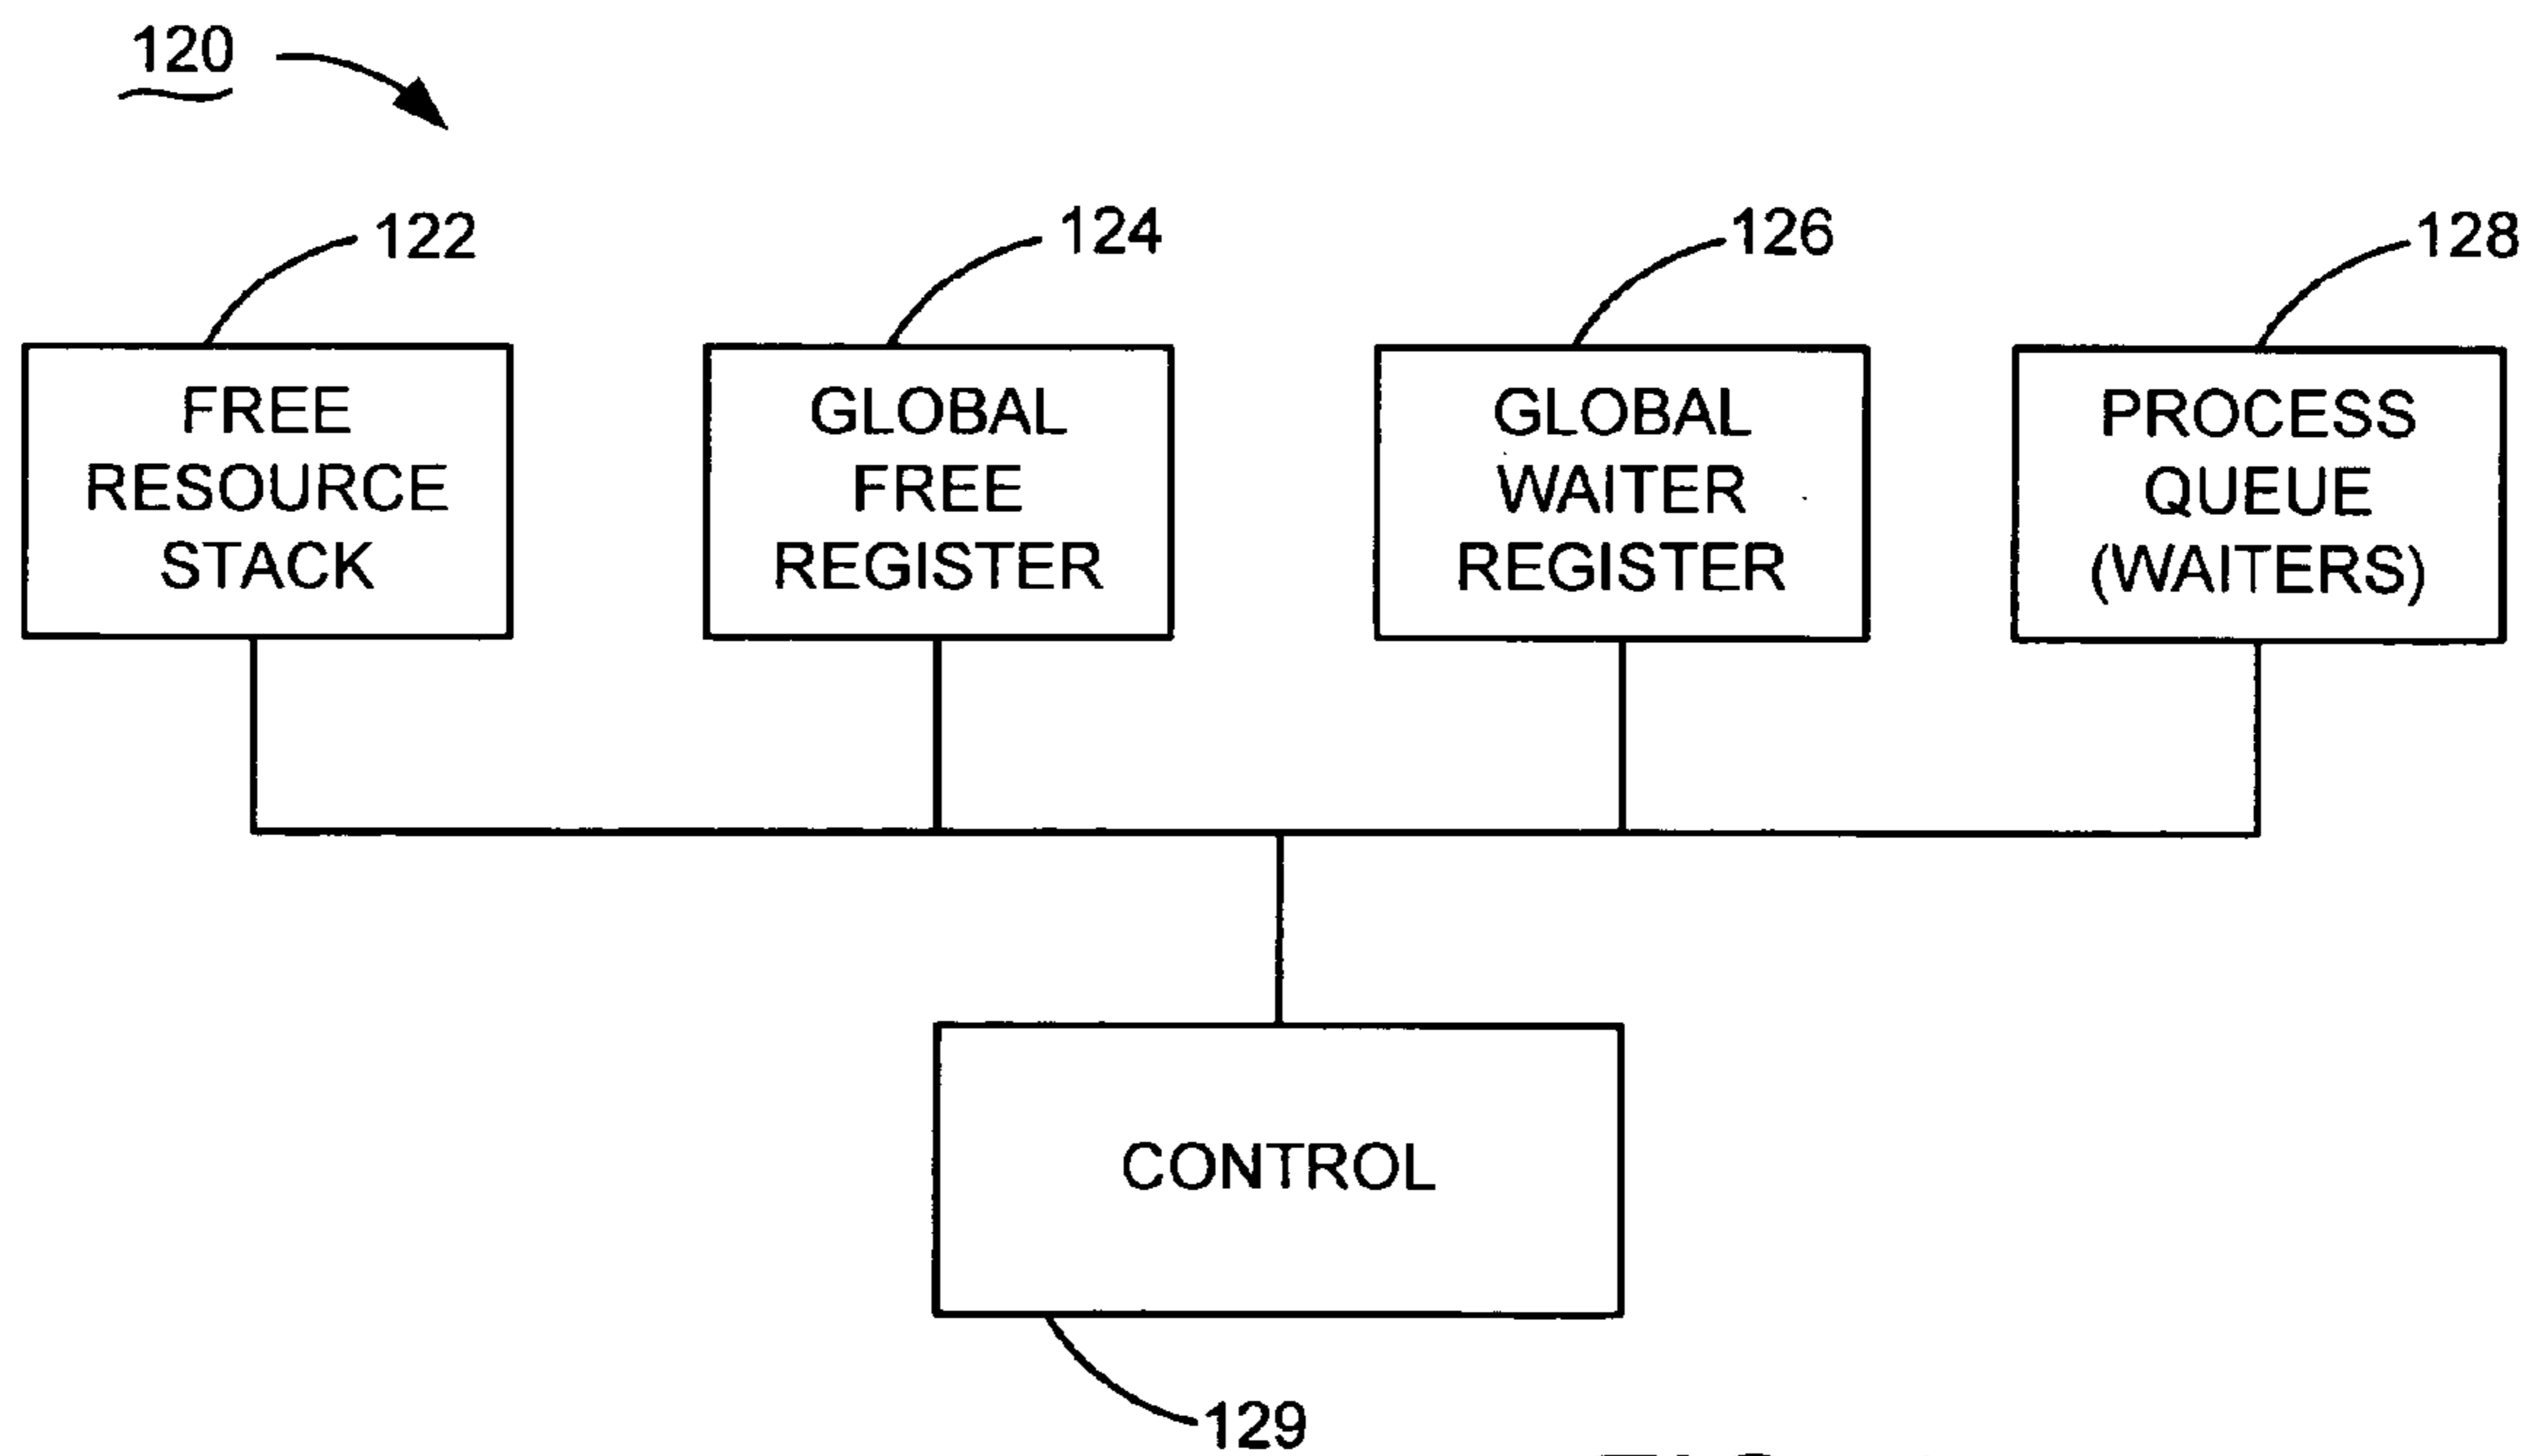 120
122
124
126
128
FREE
RESOURCE
STACK
GLOBAL
FREE
REGISTER
GLOBAL
WAITER
REGISTER
PROCESS
QUEUE
(WAITERS)
CONTROL
129